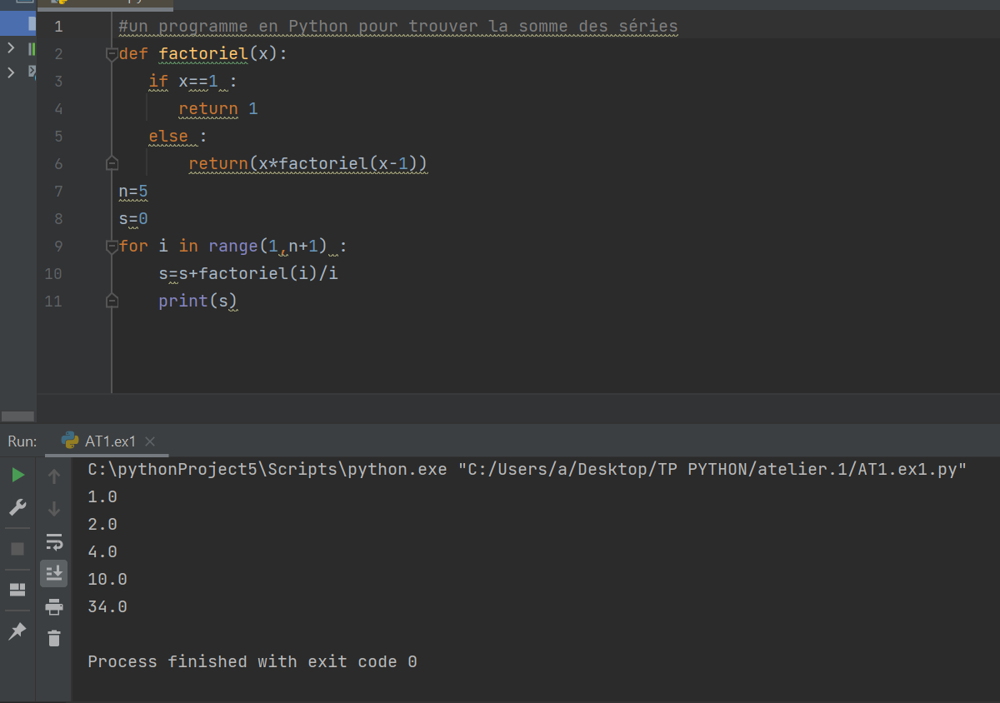 1 #un programme en Python pour trouver la somme des séries
2 def factoriel(x):
3 if x==1 :
4 return 1
5 else :
6 return(x*factoriel(x-1))
7 n=5
8 s=0
9 for i in range(1,n+1) :
10 s=s+factoriel(i)/i
11 print(s)
Run: AT1.ex1
C:\pythonProject5\Scripts\python.exe "C:/Users/a/Desktop/TP PYTHON/atelier.1/AT1.ex1.py"
1.0
2.0
4.0
10.0
34.0
Process finished with exit code 0